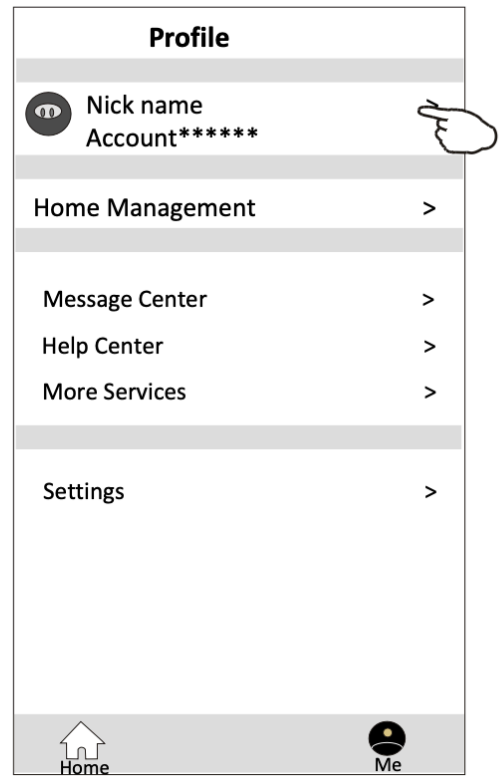 Profile
Nick name
Account******
Home Management >
Message Center >
Help Center >
More Services >
Settings >
Home
Me